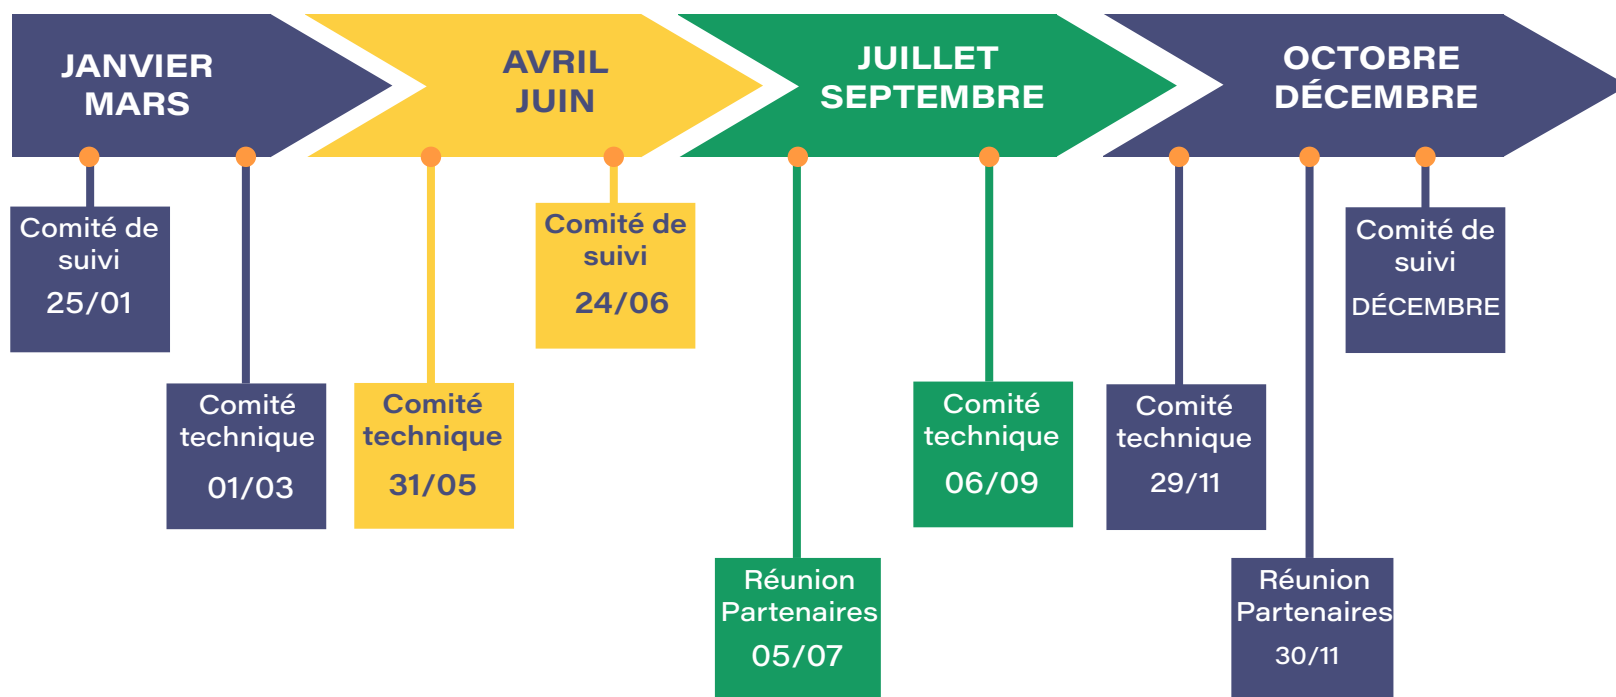 JANVIER
MARS
AVRIL
JUIN
JUILLET
SEPTEMBRE
OCTOBRE
DÉCEMBRE
Comité de
suivi
25/01
Comité
technique
01/03
Comité
technique
31/05
Comité de
suivi
24/06
Réunion
Partenaires
05/07
Comité
technique
06/09
Comité
technique
29/11
Réunion
Partenaires
30/11
Comité de
suivi
DÉCEMBRE